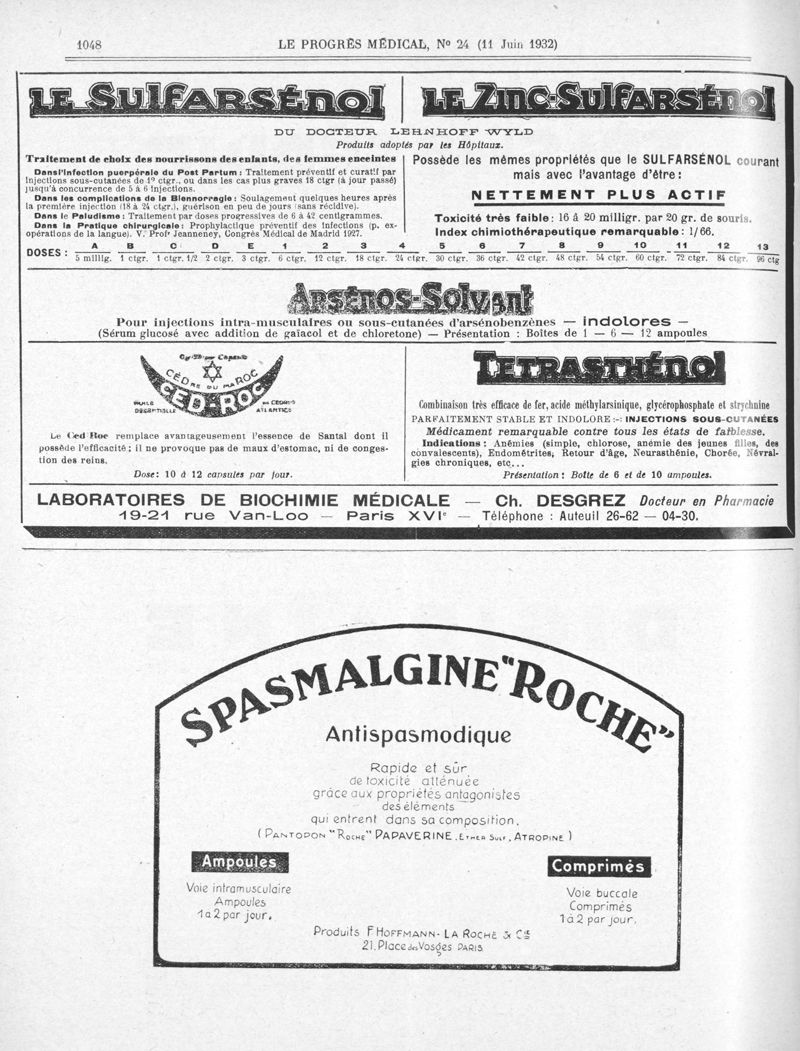 1048
LE PROGRÈS MÉDICAL, No 24 (11 Juin 1932)
LE SULFARSÉNOL
LE ZINC-SULFARSÉNOL
DU DOCTEUR LEHNHOFF WYLD
Produits adoptés par les Hôpitaux.
Traitement de choix des nourrissons des enfants, des femmes enceintes
Dans l'infection puerpérale du Post Partum : Traitement préventif et curatif par
injections sous-cutanées de 12 ctgr., ou dans les cas plus graves 18 ctgr (à jour passé)
jusqu'à concurrence de 5 à 6 injections.
Dans les complications de la Blennorragie : Soulagement quelques heures après
la première injection (18 à 24 ctgr.), guérison en peu de jours (sans récidive).
Dans le Paludisme : Traitement par doses progressives de 6 à 42 centigrammes.
Dans la Pratique chirurgicale : Prophylactique préventif des infections (p. ex-
opérations de la langue). V. Profr Jeanneney, Congrès Médical de Madrid 1927.
Possède les mêmes propriétés que le SULFARSÉNOL courant
mais avec l'avantage d'être :
NETTEMENT PLUS ACTIF
Toxicité très faible : 16 à 20 milligr. par 20 gr. de souris.
Index chimiothérapeutique remarquable : 1/66.
A B C D E 1 2 3 4 5 6 7 8 9 10 11 12 13
DOSES : 5 millig. 1 ctgr. 1 ctgr. 1/2 2 ctgr. 3 ctgr. 6 ctgr. 12 ctgr. 18 ctgr. 24 ctgr. 30 ctgr. 36 ctgr. 42 ctgr. 48 ctgr. 54 ctgr. 60 ctgr. 72 ctgr. 84 ctgr. 96 ctg
ARSÉNOS-SOLVANT
Pour injections intra-musculaires ou sous-cutanées d'arsénobenzènes — indolores —
(Sérum glucosé avec addition de gaïacol et de chloretone) — Présentation : Boîtes de 1 — 6 — 12 ampoules
par Capsule
CÈDRE DU MAROC
CED-ROC
HUILE
ESSENTIELLE
DE CEDRUS
ATLANTICA
Le Ced Roc remplace avantageusement l'essence de Santal dont il
possède l'efficacité ; il ne provoque pas de maux d'estomac, ni de conges-
tion des reins.
Dose : 10 à 12 capsules par jour.
TETRASTHÉNOL
Combinaison très efficace de fer, acide méthylarsinique, glycérophosphate et strychnine
PARFAITEMENT STABLE ET INDOLORE :-: INJECTIONS SOUS-CUTANÉES
Médicament remarquable contre tous les états de faiblesse.
Indications : Anémies (simple, chlorose, anémie des jeunes filles, des
convalescents), Endométrites, Retour d'âge, Neurasthénie, Chorée, Névral-
gies chroniques, etc...
Présentation : Boîte de 6 et de 10 ampoules.
LABORATOIRES DE BIOCHIMIE MÉDICALE — Ch. DESGREZ Docteur en Pharmacie
19-21 rue Van-Loo — Paris XVIe — Téléphone : Auteuil 26-62 — 04-30.
SPASMALGINE "ROCHE"
Antispasmodique
Rapide et sûr
de toxicité atténuée
grâce aux propriétés antagonistes
des éléments
qui entrent dans sa composition.
(PANTOPON "ROCHE" PAPAVERINE, ETHER SULF, ATROPINE)
Ampoules
Voie intramusculaire
Ampoules
1 à 2 par jour.
Comprimés
Voie buccale
Comprimés
1 à 2 par jour.
Produits F. HOFFMANN-LA ROCHE & Cie
21, Place des Vosges PARIS